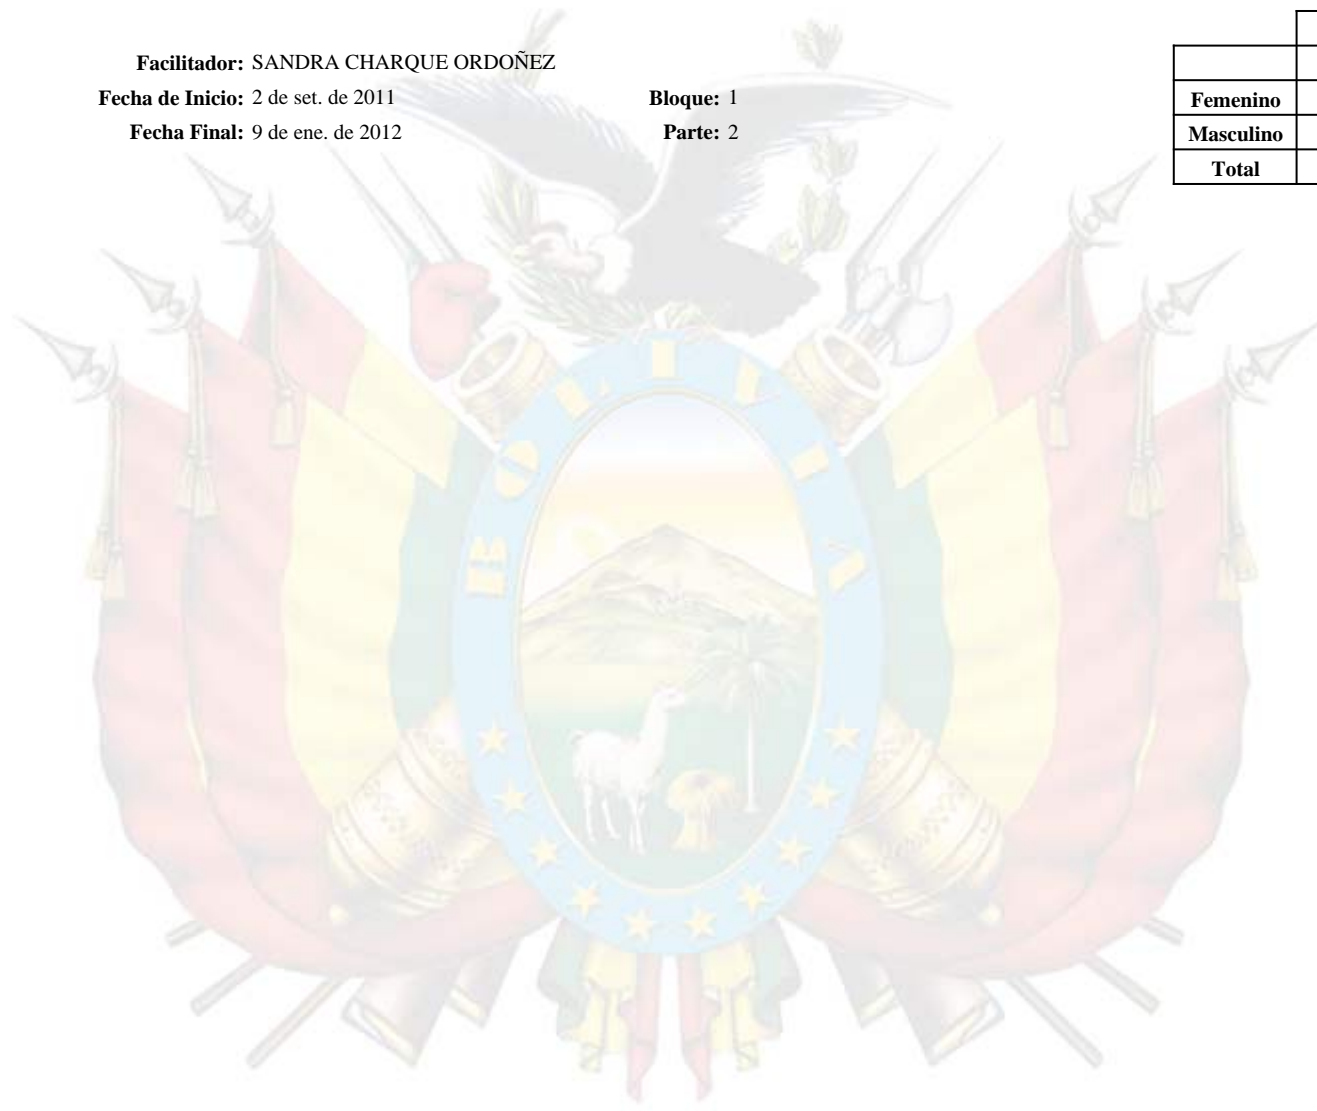 Facilitador: SANDRA CHARQUE ORDOÑEZ
Fecha de Inicio: 2 de set. de 2011 Bloque: 1
Fecha Final: 9 de ene. de 2012 Parte: 2
Femenino
Masculino
Total
BOLIVIA